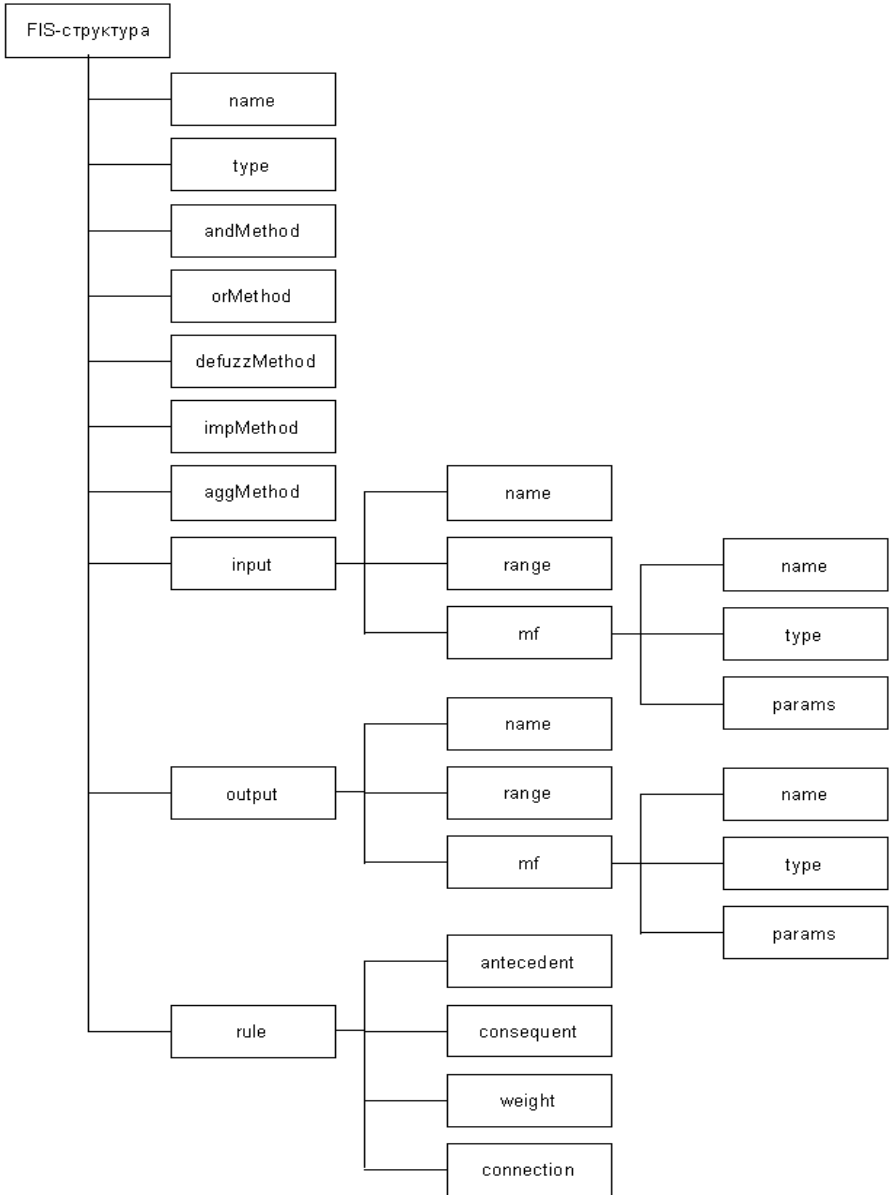 FIS-структура
name
type
andMethod
orMethod
defuzzMethod
impMethod
aggMethod
input
name
range
mf
name
type
params
output
name
range
mf
name
type
params
rule
antecedent
consequent
weight
connection